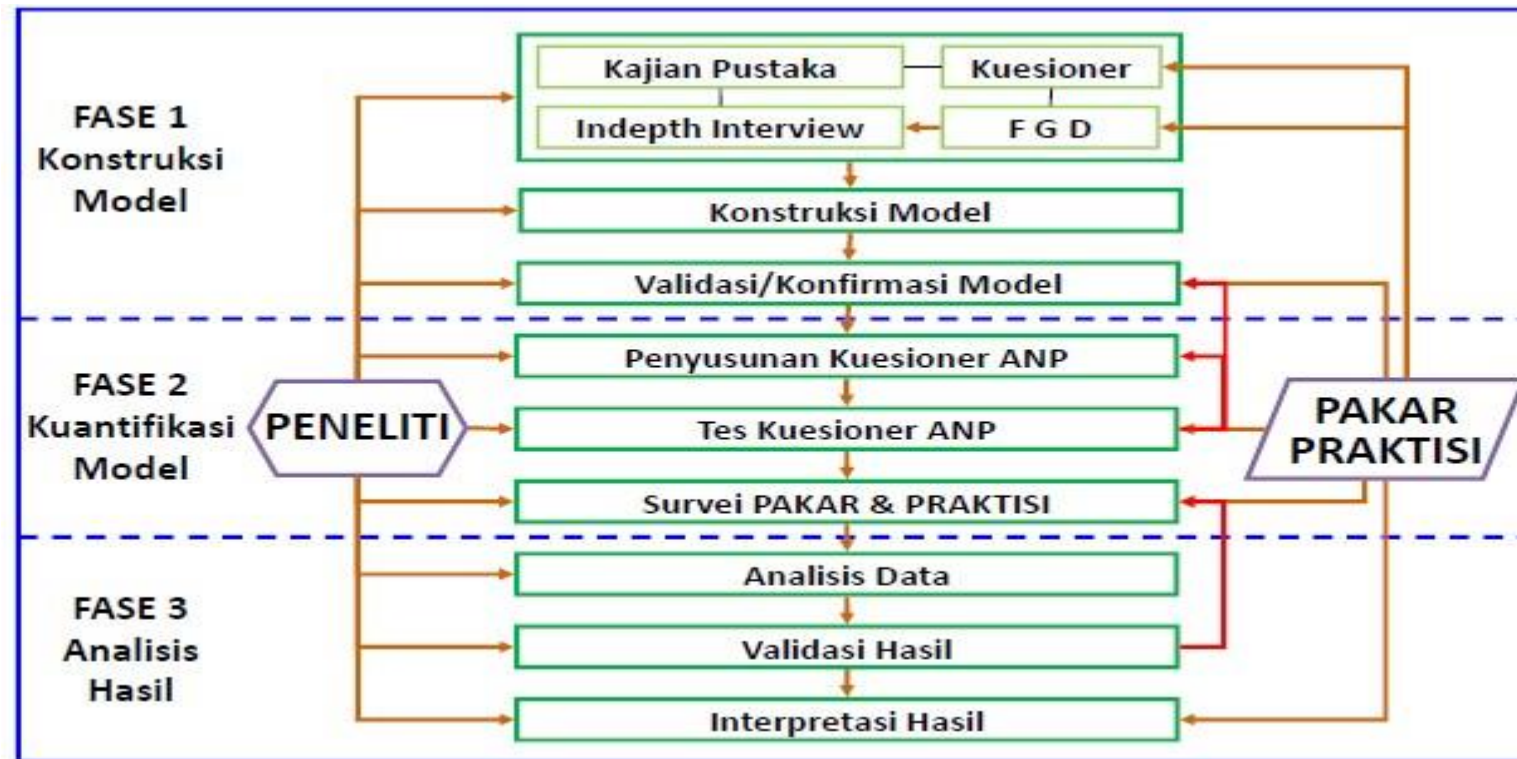 FASE 1
Konstruksi
Model
Kajian Pustaka
Kuesioner
Indepth Interview
F G D
Konstruksi Model
Validasi/Konfirmasi Model
FASE 2
Kuantifikasi
Model
PENELITI
Penyusunan Kuesioner ANP
Tes Kuesioner ANP
Survei PAKAR & PRAKTISI
PAKAR
PRAKTISI
FASE 3
Analisis
Hasil
Analisis Data
Validasi Hasil
Interpretasi Hasil